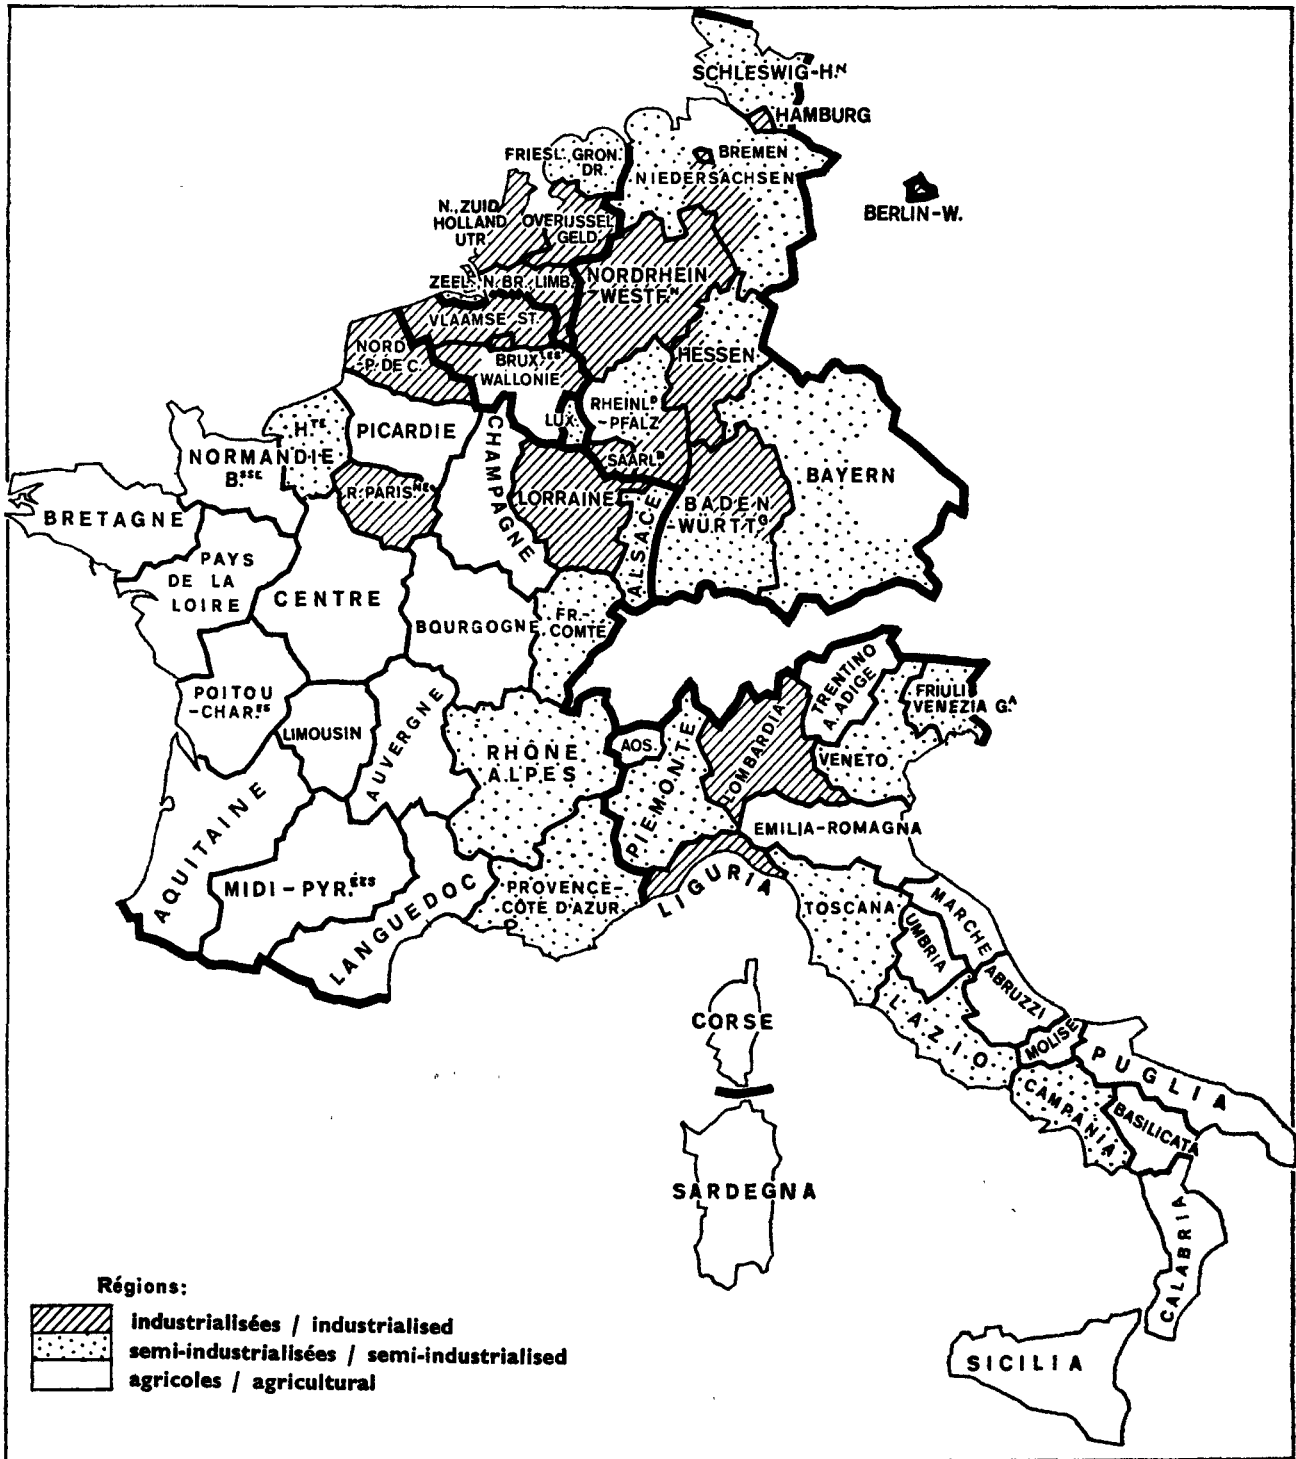 SCHLESWIG-H.N
HAMBURG
BREMEN
NIEDERSACHSEN
BERLIN-W.
FRIESL. GRON.
DR.
N., ZUID
HOLLAND
UTR
OVERIJSSEL
GELD.
ZEEL. N. BR. LIMB.
NORDRHEIN
WESTF.N
VLAAMSE ST.
NORD
-P. DE C.
BRUX.LES
WALLONIE
HESSEN
RHEINL.D
-PFALZ
LUX.
SAARL.D
PICARDIE
HTE
NORMANDIE
B.SSE
R. PARIS.NE
CHAMPAGNE
LORRAINE
ALSACE
BADEN
-WÜRTT.G
BAYERN
BRETAGNE
PAYS
DE LA
LOIRE
CENTRE
BOURGOGNE
FR.-
COMTÉ
POITOU
-CHAR.ES
LIMOUSIN
AUVERGNE
RHÔNE
ALPES
AOS.
PIEMONTE
LOMBARDIA
TRENTINO
A. ADIGE
FRIULI
VENEZIA G.A
VENETO
EMILIA-ROMAGNA
AQUITAINE
MIDI-PYR.ÉES
LANGUEDOC
PROVENCE-
CÔTE D'AZUR
LIGURIA
TOSCANA
MARCHE
UMBRIA
LAZIO
ABRUZZI
MOLISE
PUGLIA
CAMPANIA
BASILICATA
CALABRIA
CORSE
SARDEGNA
SICILIA
Régions:
industrialisées / industrialised
semi-industrialisées / semi-industrialised
agricoles / agricultural